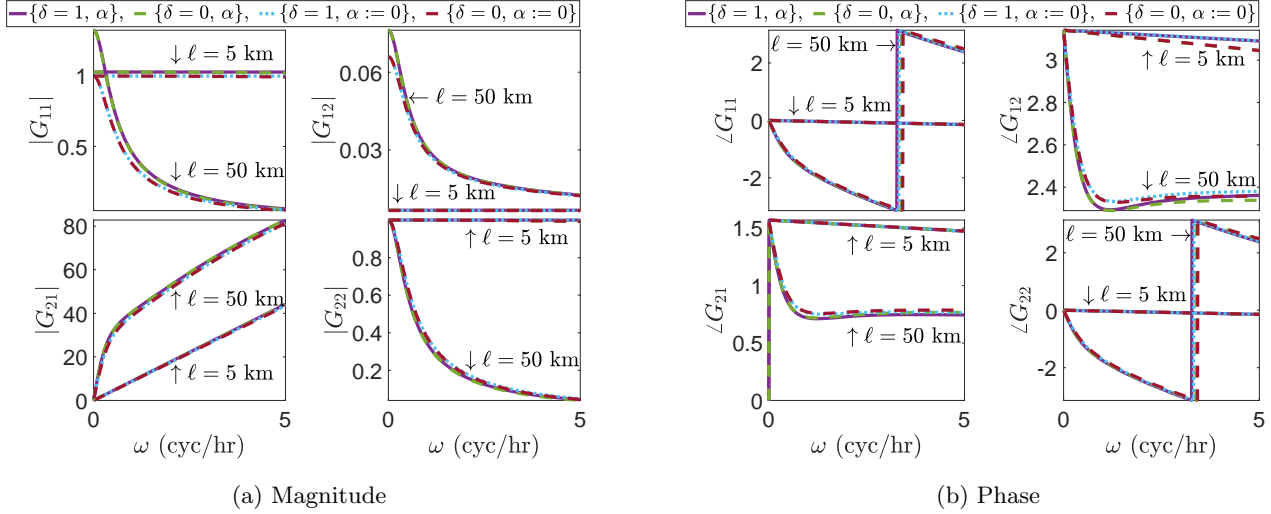 {δ = 1, α}, {δ = 0, α}, {δ = 1, α := 0}, {δ = 0, α := 0}
|G₁₁|
1
0.5
↓ ℓ = 5 km
↓ ℓ = 50 km
|G₁₂|
0.06
0.03
← ℓ = 50 km
↓ ℓ = 5 km
|G₂₁|
80
60
40
20
0
↑ ℓ = 50 km
↑ ℓ = 5 km
0
5
ω (cyc/hr)
|G₂₂|
0.8
0.6
0.4
0.2
↑ ℓ = 5 km
↓ ℓ = 50 km
0
5
ω (cyc/hr)
(a) Magnitude
{δ = 1, α}, {δ = 0, α}, {δ = 1, α := 0}, {δ = 0, α := 0}
∠G₁₁
2
0
-2
ℓ = 50 km →
↓ ℓ = 5 km
∠G₁₂
3.2
3
2.8
2.6
2.4
↑ ℓ = 5 km
↓ ℓ = 50 km
∠G₂₁
1.5
1
0.5
0
↑ ℓ = 5 km
↑ ℓ = 50 km
0
5
ω (cyc/hr)
∠G₂₂
2
0
-2
ℓ = 50 km →
↓ ℓ = 5 km
0
5
ω (cyc/hr)
(b) Phase